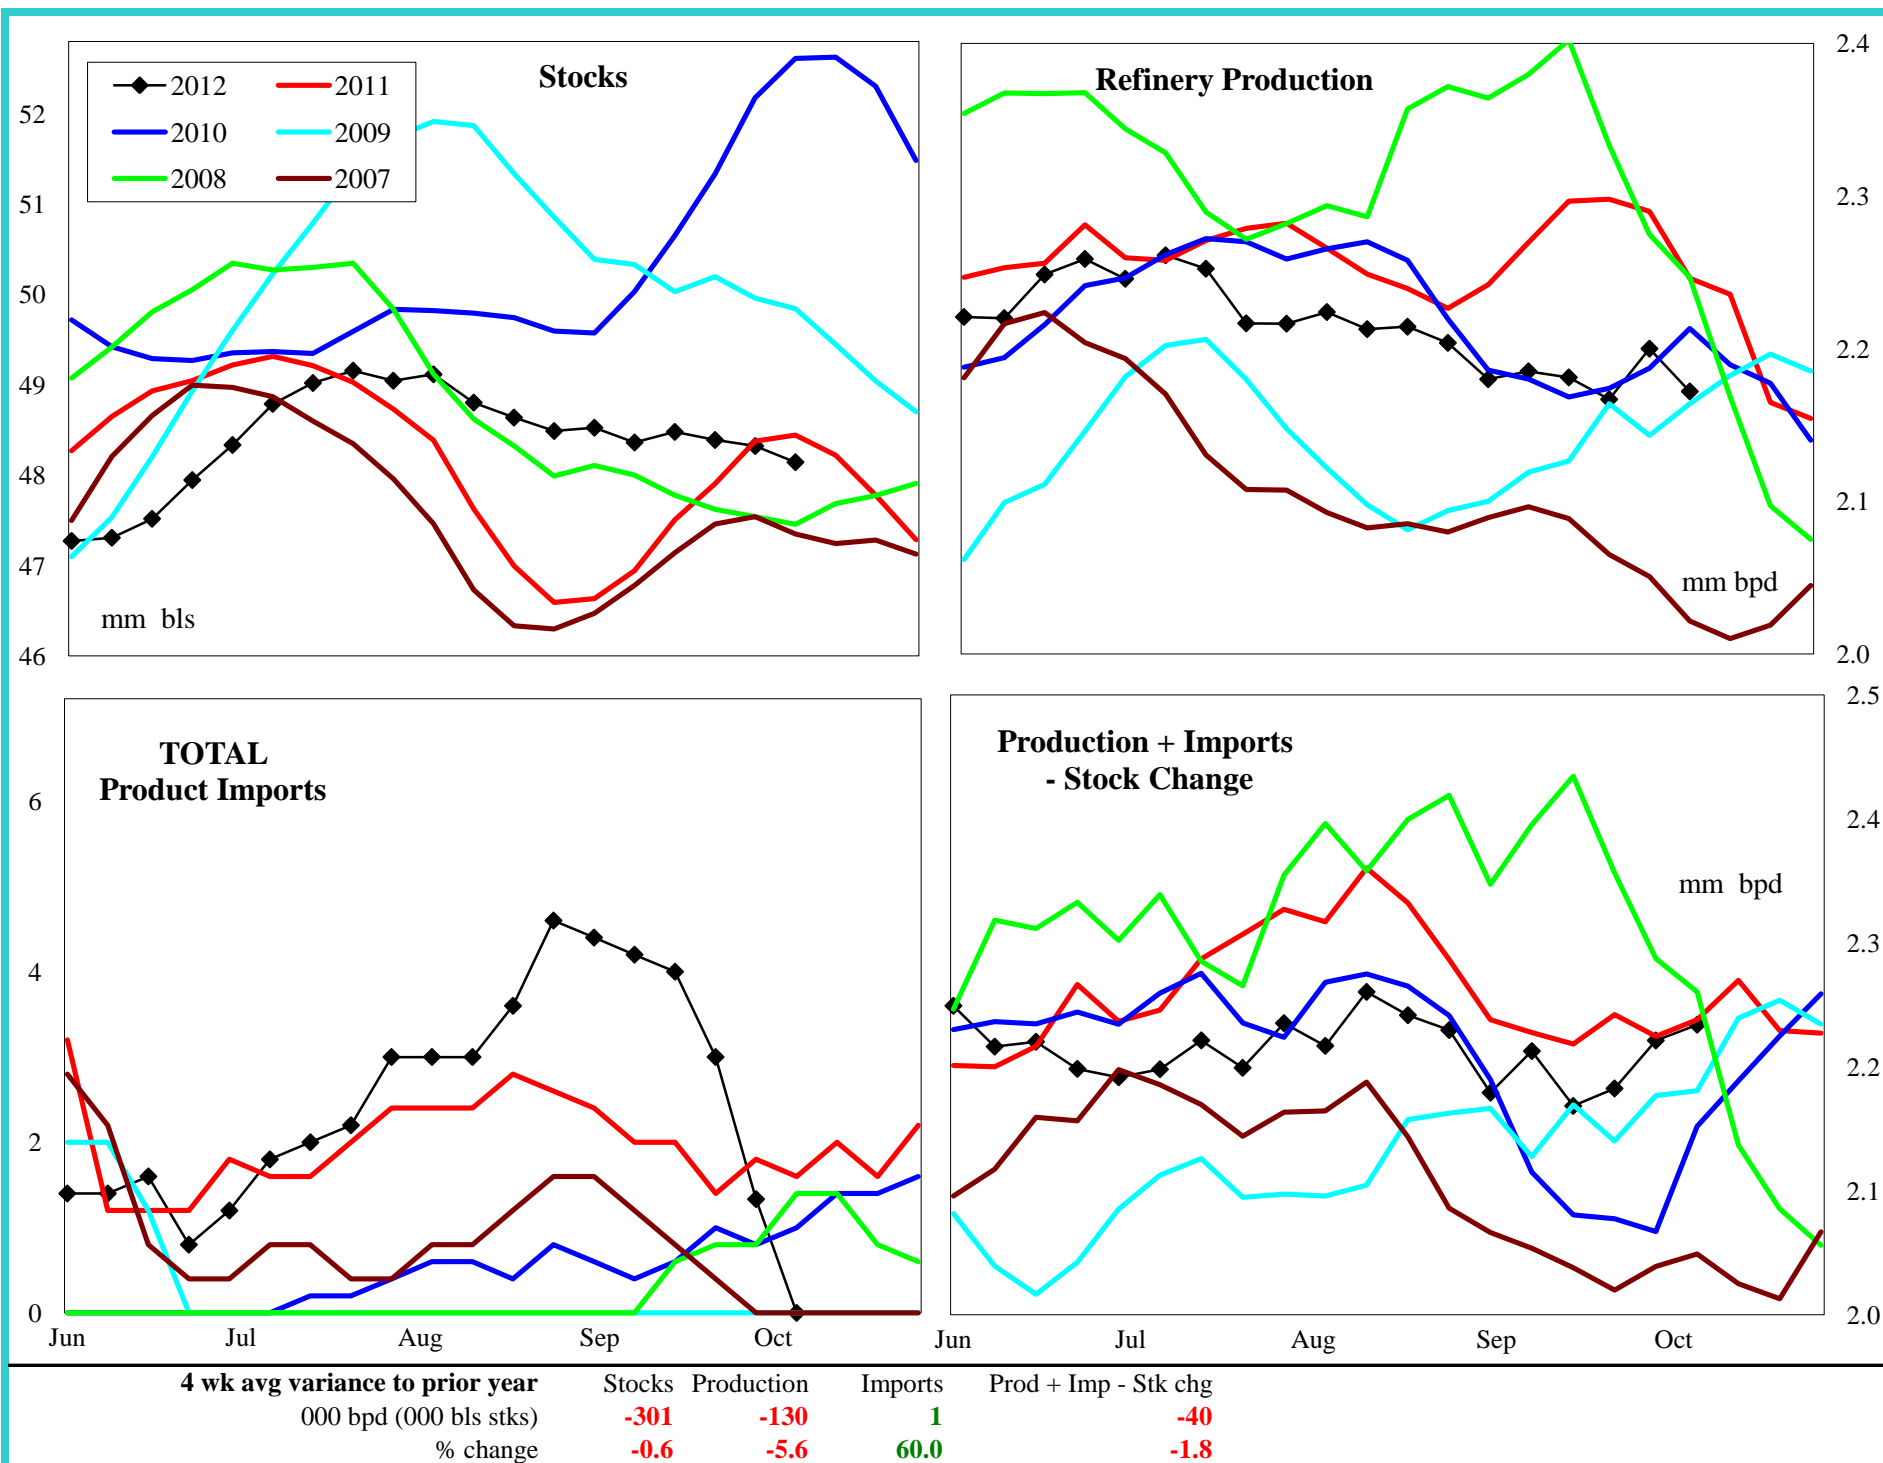 Stocks
2012 2011
2010 2009
2008 2007
52
51
50
49
48
47
46
mm bls
Refinery Production
2.4
2.3
2.2
2.1
2.0
mm bpd
TOTAL
Product Imports
6
4
2
0
Jun Jul Aug Sep Oct
Production + Imports
- Stock Change
2.5
2.4
2.3
2.2
2.1
2.0
mm bpd
Jun Jul Aug Sep Oct
4 wk avg variance to prior year Stocks Production Imports Prod + Imp - Stk chg
000 bpd (000 bls stks) -301 -130 1 -40
% change -0.6 -5.6 60.0 -1.8